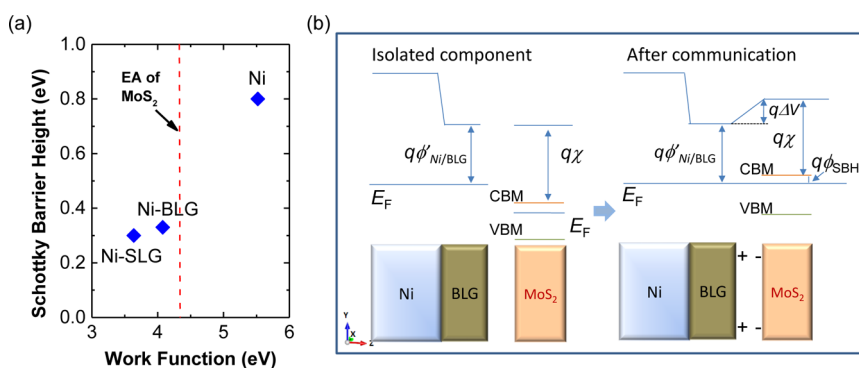 (a)
Schottky Barrier Height (eV)
1.0
0.8
0.6
0.4
0.2
0.0
EA of
MoS₂
Ni
Ni-BLG
Ni-SLG
3 4 5 6
Work Function (eV)
(b)
Isolated component
qϕ′Ni/BLG
qχ
CBM
EF
VBM
EF
Ni BLG MoS₂
Y
X
Z
After communication
qΔV
qχ
qϕ′Ni/BLG
CBM
qϕSBH
EF
VBM
+ -
Ni BLG MoS₂
+ -